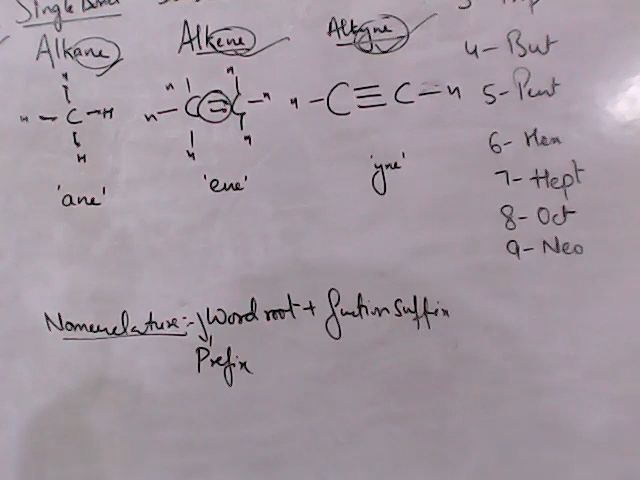 Single
Alkane Alkene Alkyne
4 - But
5 - Pent
6 - Hex
7 - Hept
8 - Oct
9 - Neo
H
H - C - H
H
C = C
H - C ≡ C - H
'ane' 'ene' 'yne'
Nomenclature :- Word root + function suffix
Prefix